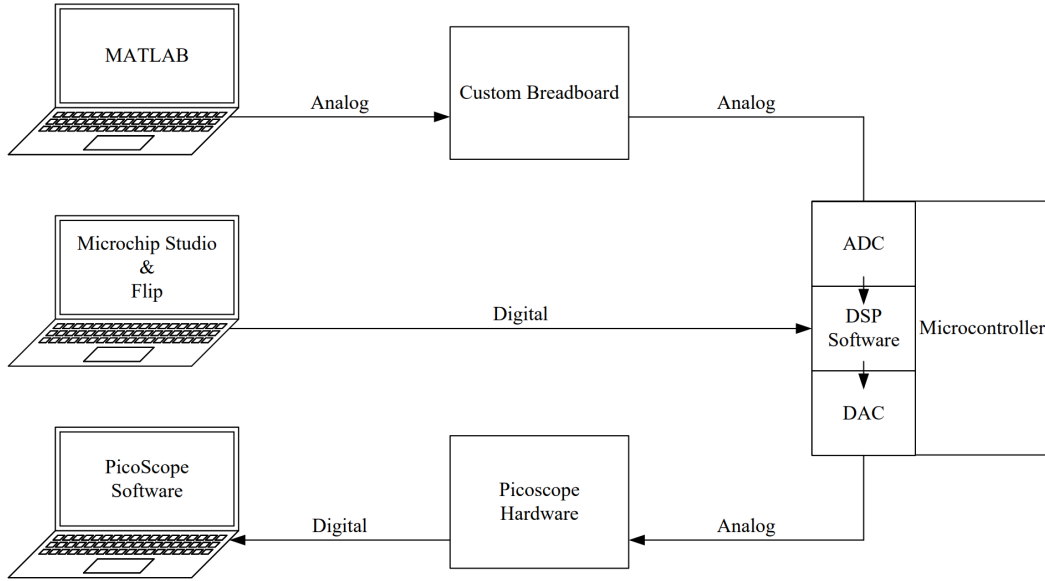 MATLAB
Analog
Custom Breadboard
Analog
Microchip Studio
&
Flip
Digital
ADC
DSP
Software
DAC
Microcontroller
PicoScope
Software
Digital
Picoscope
Hardware
Analog